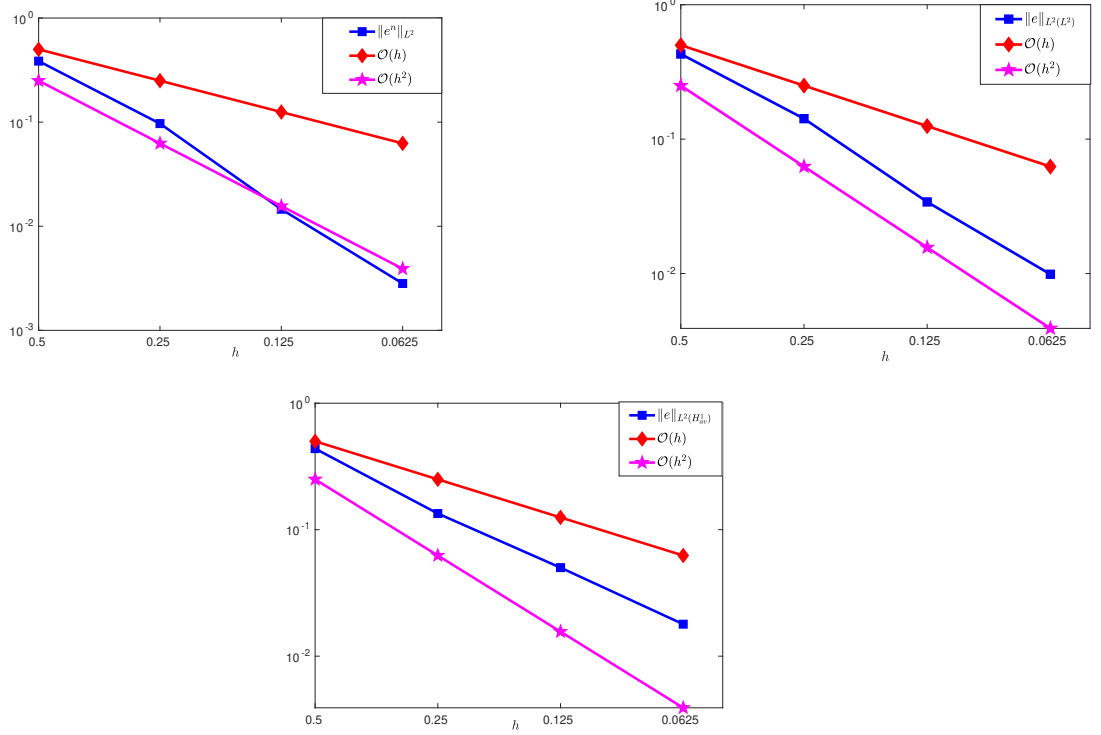 10^0
10^-1
10^-2
10^-3
0.5 0.25 0.125 0.0625
h
‖e^n‖_{L^2}
O(h)
O(h^2)
10^-1
10^-2
0.5 0.25 0.125 0.0625
h
‖e‖_{L^2(L^2)}
O(h)
O(h^2)
10^0
10^-1
10^-2
0.5 0.25 0.125 0.0625
h
‖e‖_{L^2(H^1_{av})}
O(h)
O(h^2)